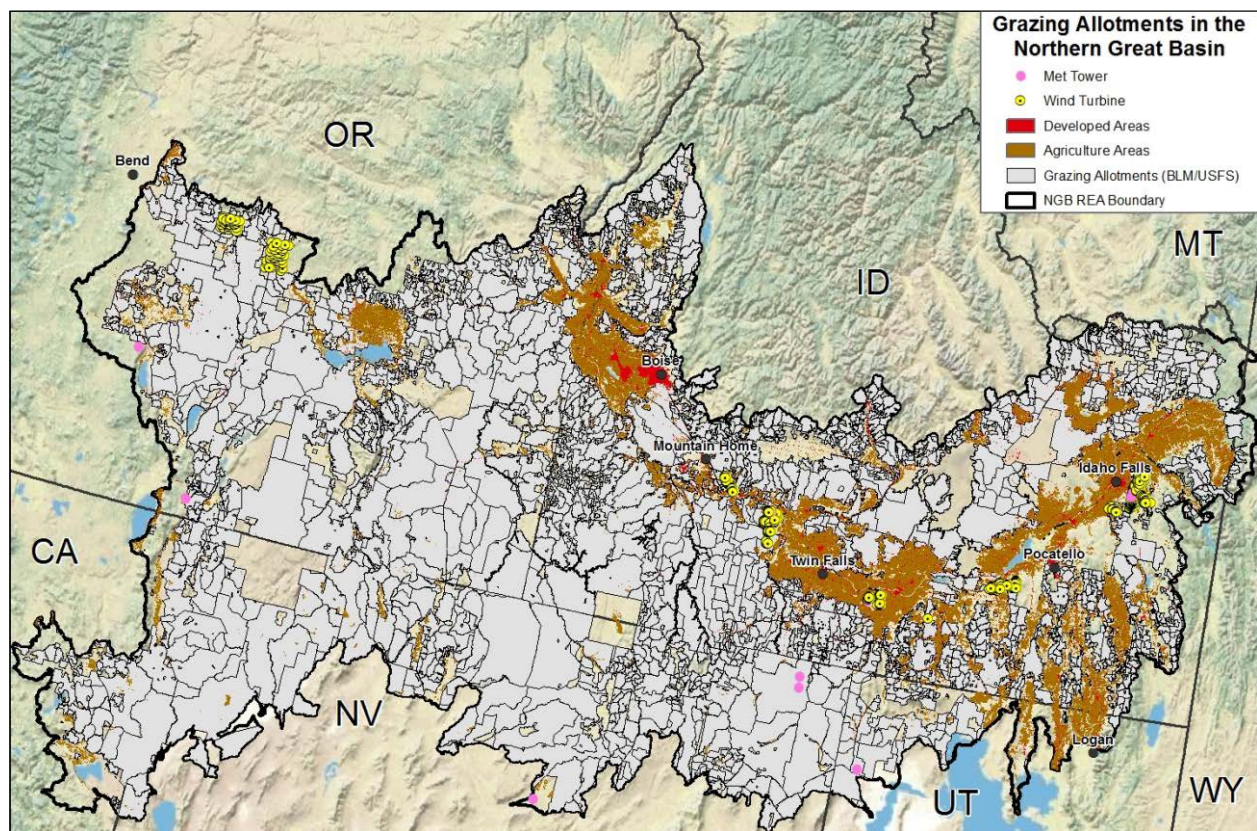 Grazing Allotments in the
Northern Great Basin
Met Tower
Wind Turbine
Developed Areas
Agriculture Areas
Grazing Allotments (BLM/USFS)
NGB REA Boundary
OR
Bend
MT
ID
Boise
Mountain Home
Idaho Falls
CA
Twin Falls
Pocatello
NV
Logan
UT
WY